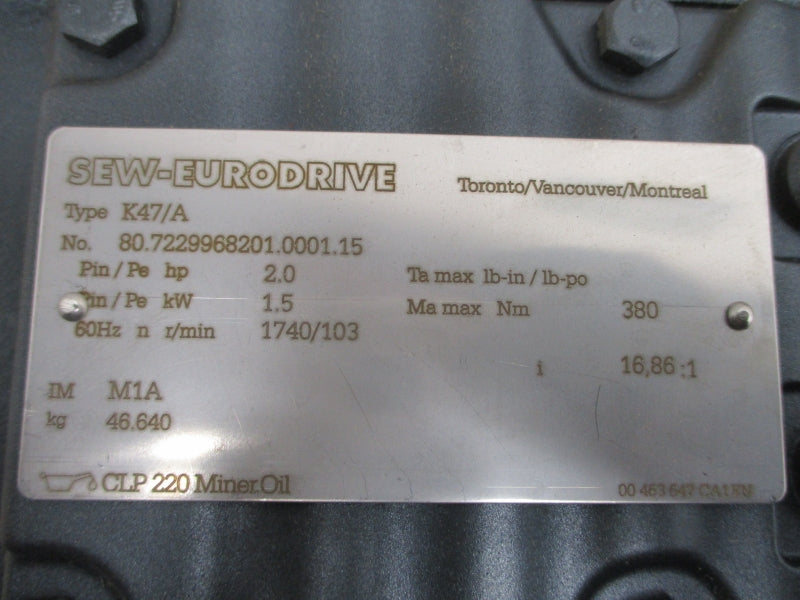 SEW-EURODRIVE
Toronto/Vancouver/Montreal
Type K47/A
No. 80.7229968201.0001.15
Pin/Pe hp 2.0 Ta max lb-in / lb-po
Pin/Pe kW 1.5 Ma max Nm 380
60Hz n r/min 1740/103
i 16,86 :1
IM M1A
kg 46.640
CLP 220 Miner.Oil
00 463 647 CA1EN